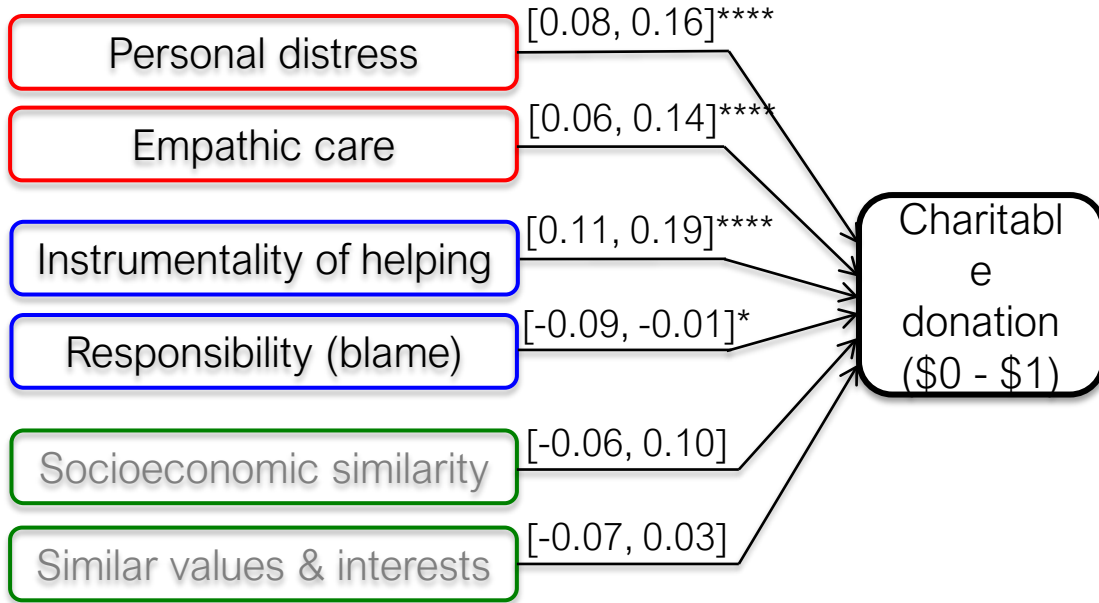 Personal distress
[0.08, 0.16]****
Empathic care
[0.06, 0.14]****
Instrumentality of helping
[0.11, 0.19]****
Responsibility (blame)
[-0.09, -0.01]*
Socioeconomic similarity
[-0.06, 0.10]
Similar values & interests
[-0.07, 0.03]
Charitabl
e
donation
($0 - $1)